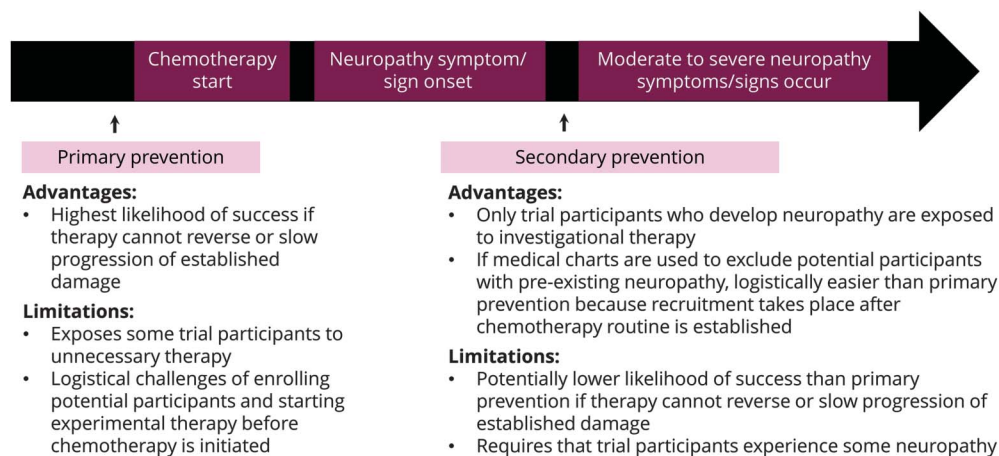 Chemotherapy
start
Neuropathy symptom/
sign onset
Moderate to severe neuropathy
symptoms/signs occur
Primary prevention
Advantages:
• Highest likelihood of success if
therapy cannot reverse or slow
progression of established
damage
Limitations:
• Exposes some trial participants to
unnecessary therapy
• Logistical challenges of enrolling
potential participants and starting
experimental therapy before
chemotherapy is initiated
Secondary prevention
Advantages:
• Only trial participants who develop neuropathy are exposed
to investigational therapy
• If medical charts are used to exclude potential participants
with pre-existing neuropathy, logistically easier than primary
prevention because recruitment takes place after
chemotherapy routine is established
Limitations:
• Potentially lower likelihood of success than primary
prevention if therapy cannot reverse or slow progression of
established damage
• Requires that trial participants experience some neuropathy